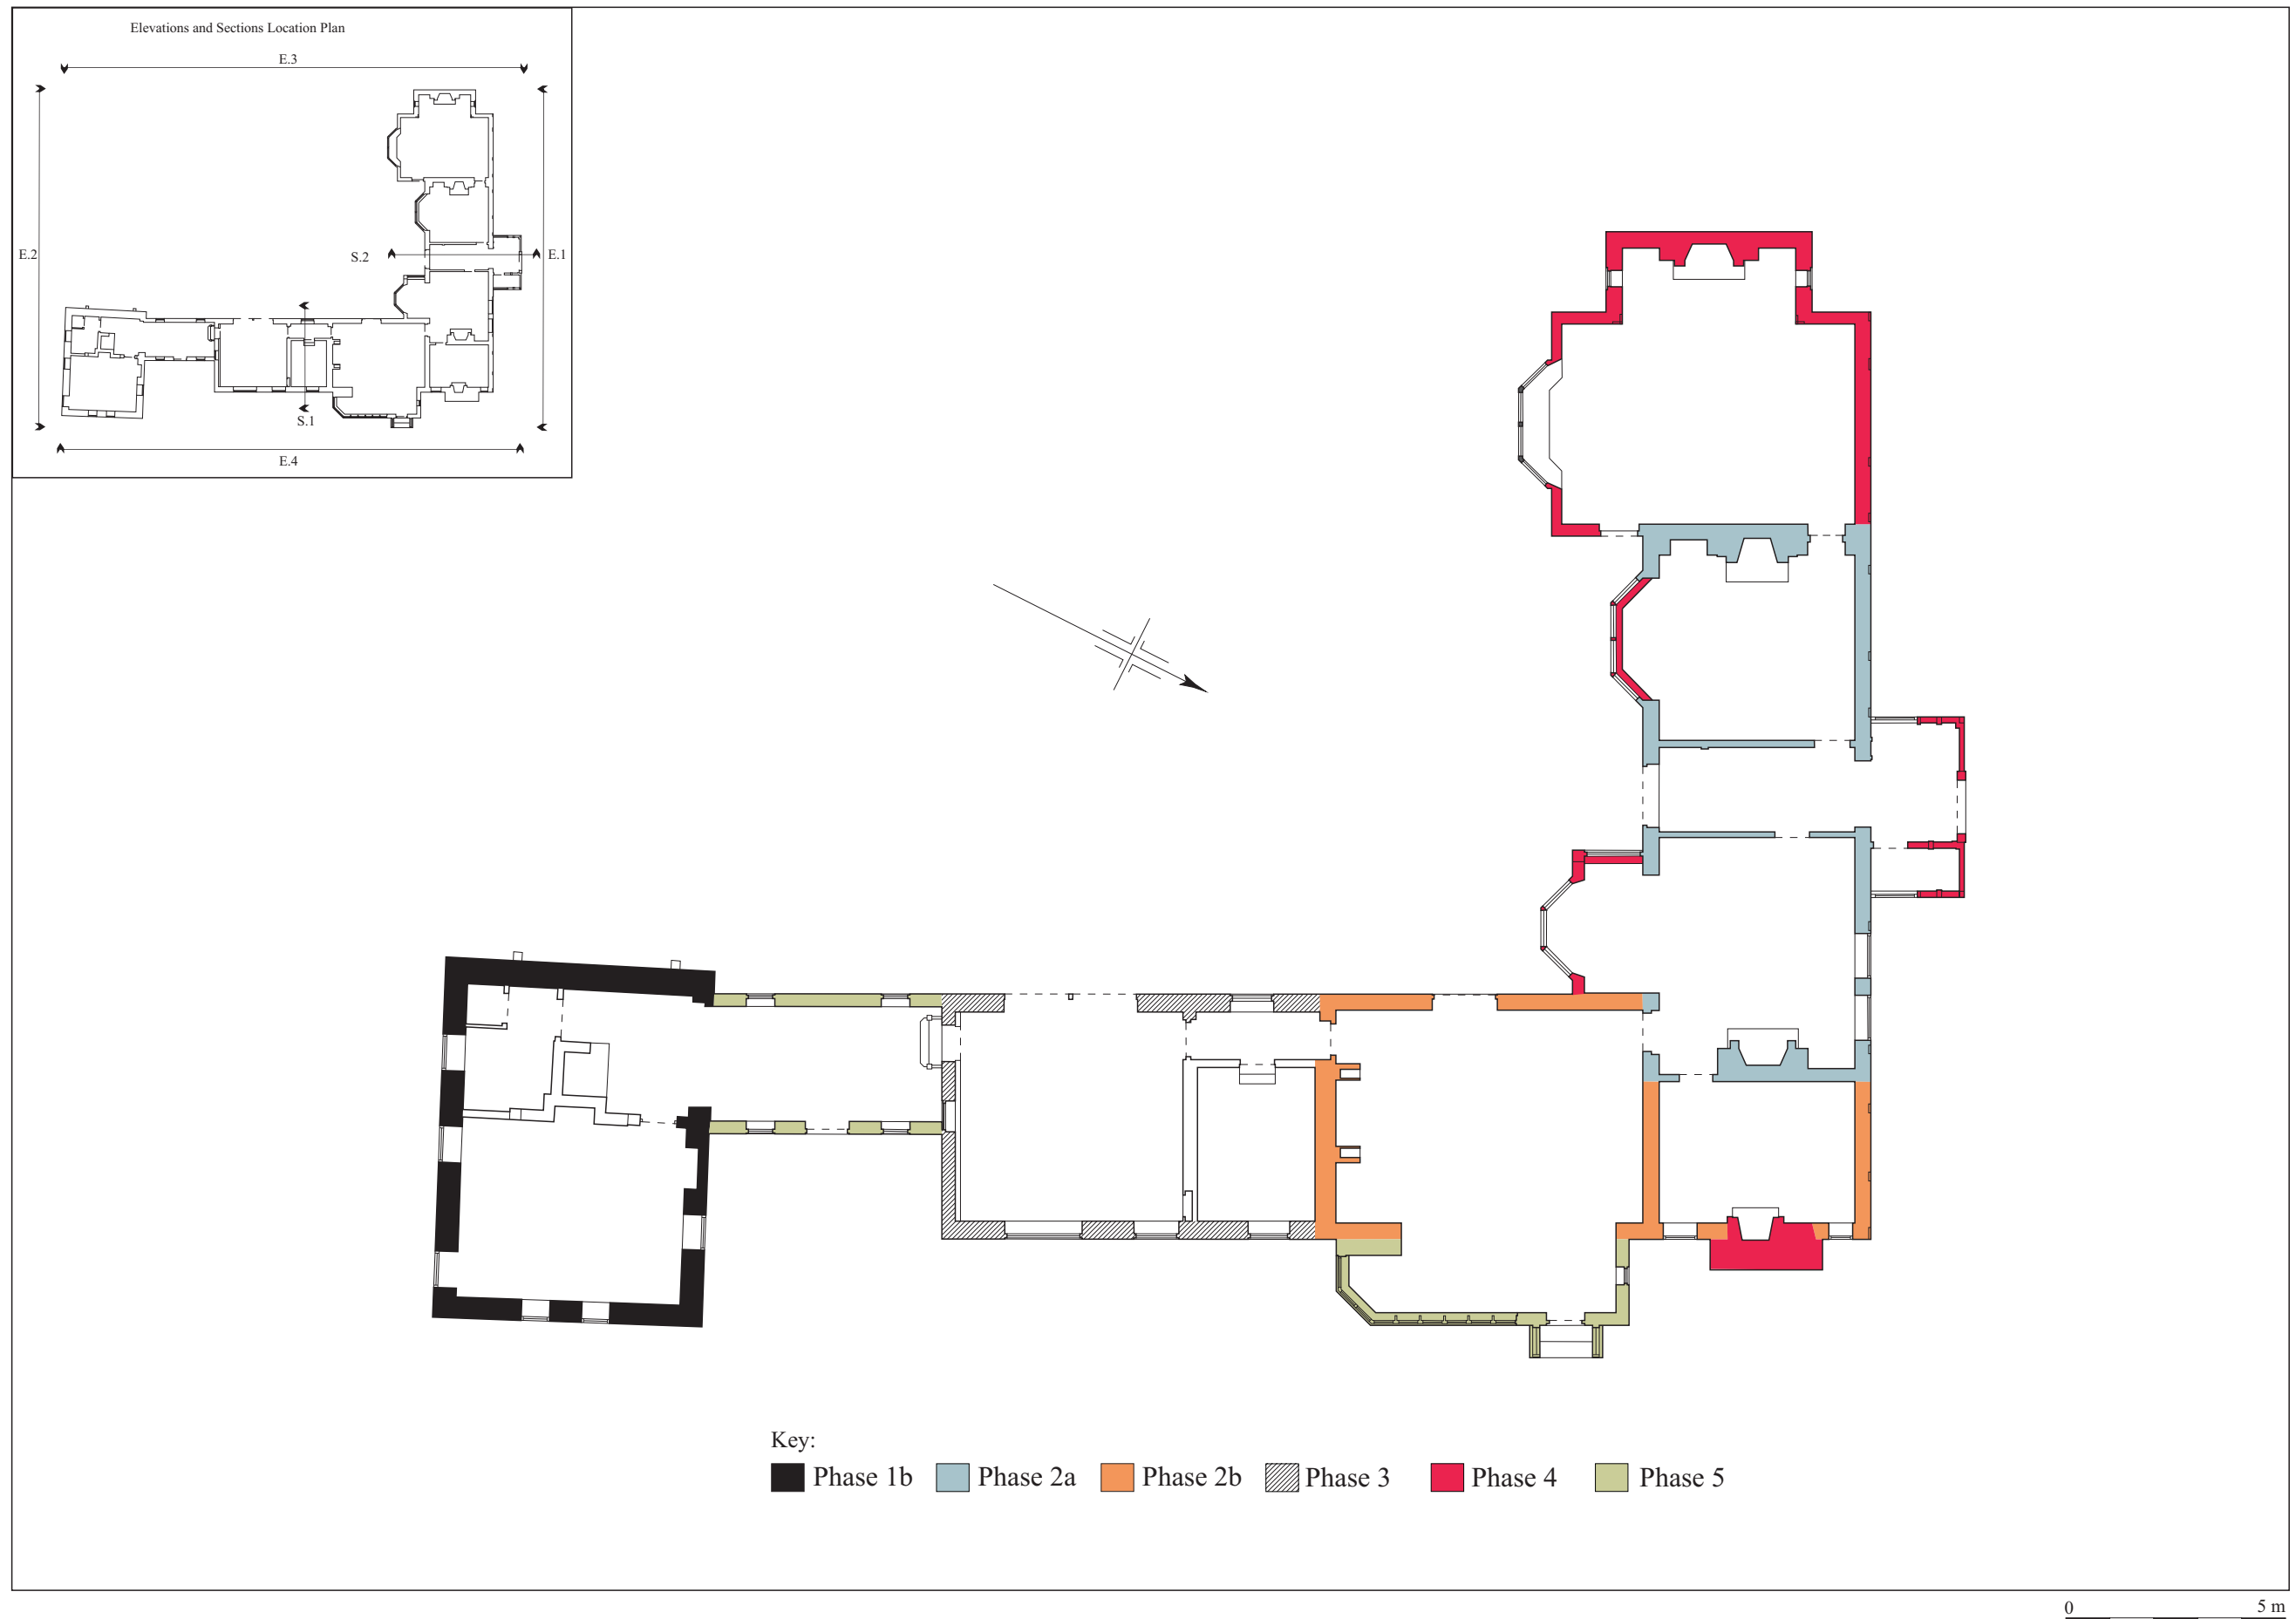 Elevations and Sections Location Plan
E.3
E.2
S.2
E.1
S.1
E.4
Key:
Phase 1b
Phase 2a
Phase 2b
Phase 3
Phase 4
Phase 5
0 5 m